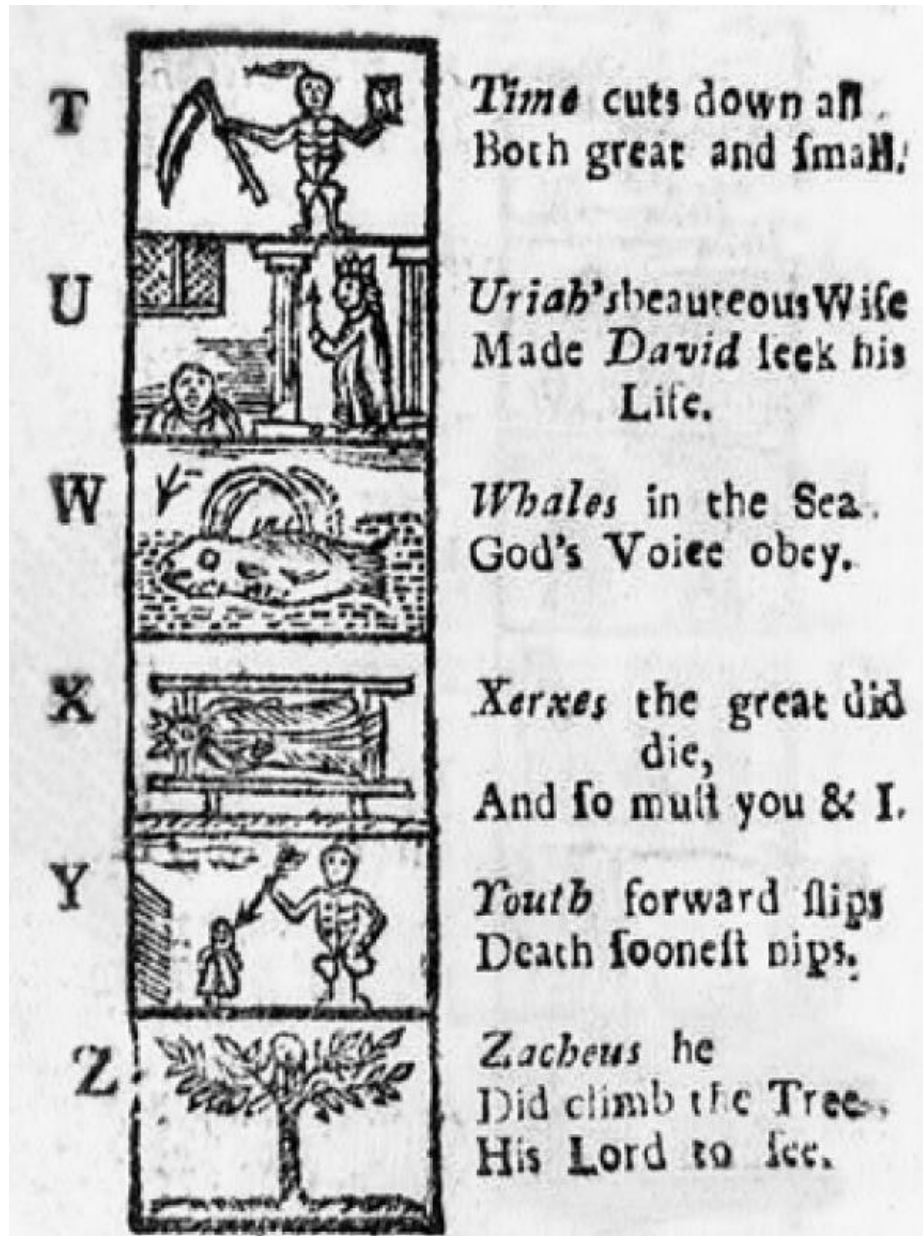 T
Time cuts down all
Both great and ſmall.
U
Uriah's beauteous Wife
Made David ſeek his
Life.
W
Whales in the Sea
God's Voice obey.
X
Xerxes the great did
die,
And ſo muſt you & I.
Y
Youth forward ſlips
Death ſooneſt nips.
Z
Zacheus he
Did climb the Tree
His Lord to ſee.